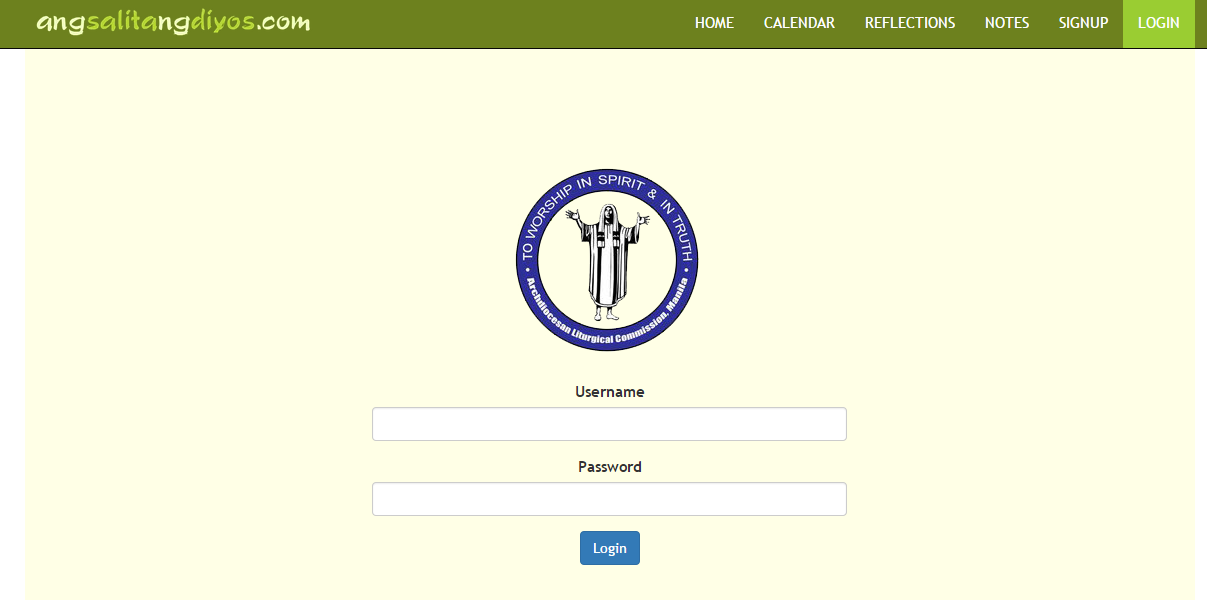 angsalitangdiyos.com
HOME CALENDAR REFLECTIONS NOTES SIGNUP LOGIN
• TO WORSHIP IN SPIRIT & IN TRUTH •
Archdiocesan Liturgical Commission, Manila
Username
Password
Login